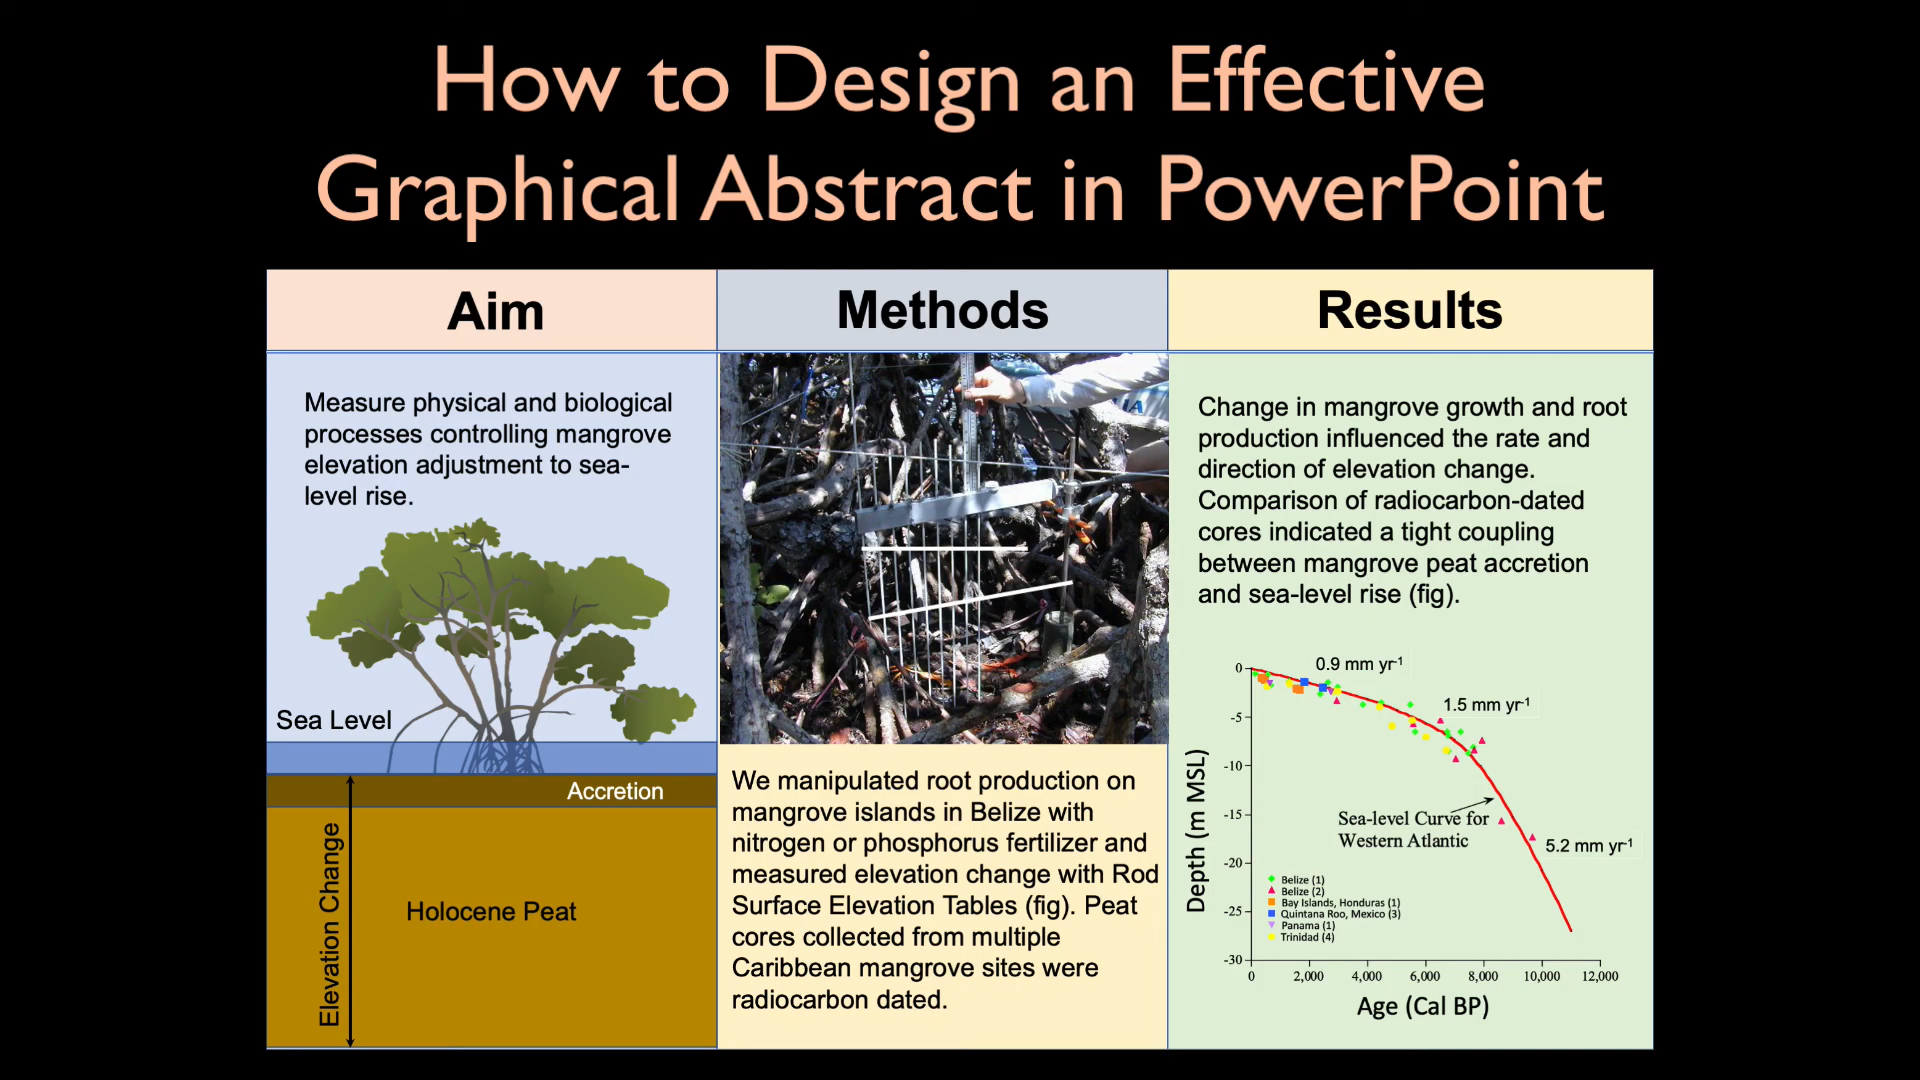 How to Design an Effective
Graphical Abstract in PowerPoint
Aim
Methods
Results
Measure physical and biological
processes controlling mangrove
elevation adjustment to sea-
level rise.
Sea Level
Accretion
Elevation Change
Holocene Peat
IA
We manipulated root production on
mangrove islands in Belize with
nitrogen or phosphorus fertilizer and
measured elevation change with Rod
Surface Elevation Tables (fig). Peat
cores collected from multiple
Caribbean mangrove sites were
radiocarbon dated.
Change in mangrove growth and root
production influenced the rate and
direction of elevation change.
Comparison of radiocarbon-dated
cores indicated a tight coupling
between mangrove peat accretion
and sea-level rise (fig).
0.9 mm yr⁻¹
1.5 mm yr⁻¹
5.2 mm yr⁻¹
Sea-level Curve for
Western Atlantic
Depth (m MSL)
0
-5
-10
-15
-20
-25
-30
Belize (1)
Belize (2)
Bay Islands, Honduras (1)
Quintana Roo, Mexico (3)
Panama (1)
Trinidad (4)
0 2,000 4,000 6,000 8,000 10,000 12,000
Age (Cal BP)